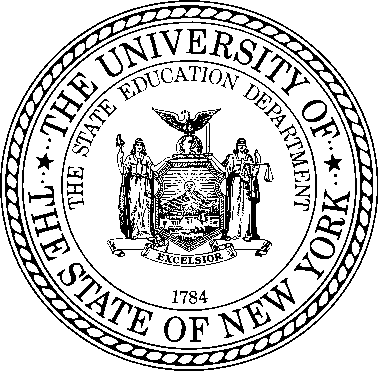 THE UNIVERSITY OF
THE STATE OF NEW YORK
THE STATE EDUCATION DEPARTMENT
EXCELSIOR
1784